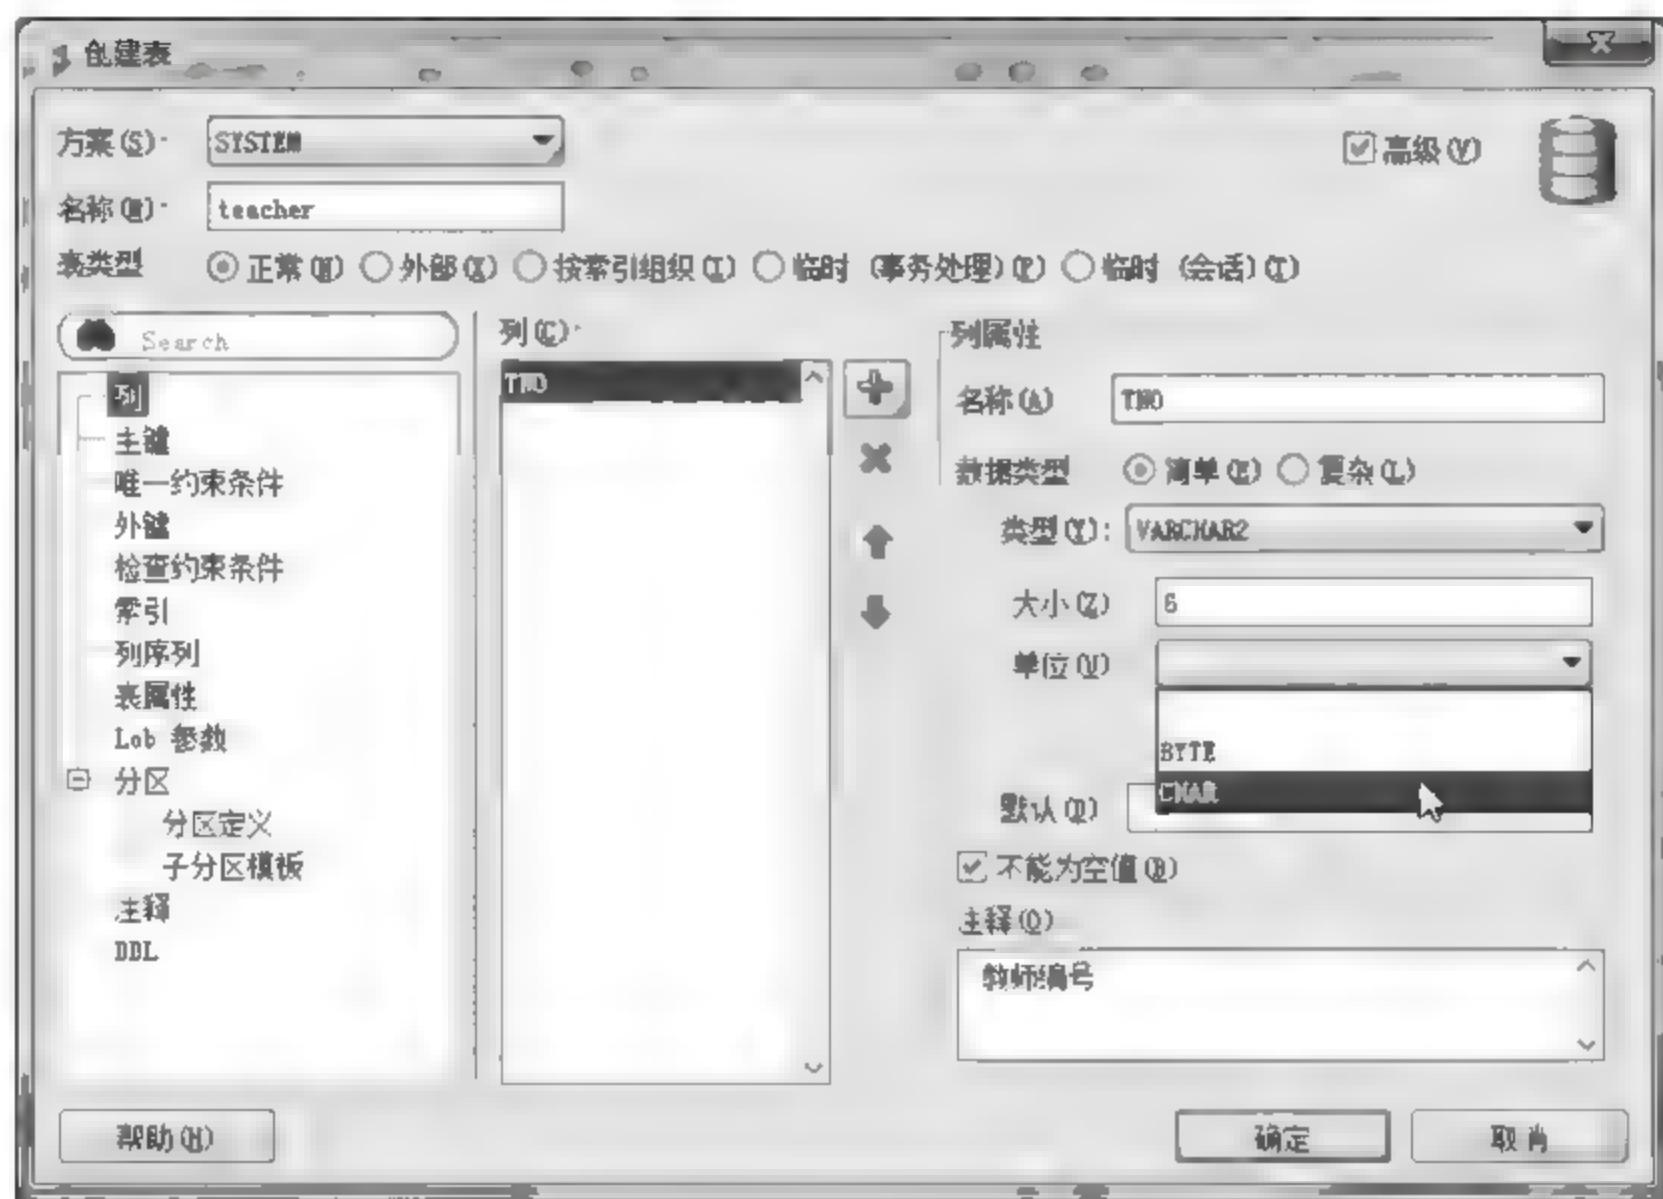 创建表
方案(S):
SYSTEM
高级(V)
名称(N):
teacher
表类型
正常(N) 外部(X) 按索引组织(I) 临时 (事务处理)(P) 临时 (会话)(T)
Search
列
主键
唯一约束条件
外键
检查约束条件
索引
列序列
表属性
Lob 参数
分区
分区定义
子分区模板
注释
DDL
列(C):
TNO
列属性
名称(A)
TNO
数据类型 简单(E) 复杂(L)
类型(Y):
VARCHAR2
大小(Z)
6
单位(U)
BYTE
CHAR
默认(D)
不能为空值(B)
主释(O)
教师编号
帮助(H)
确定
取消